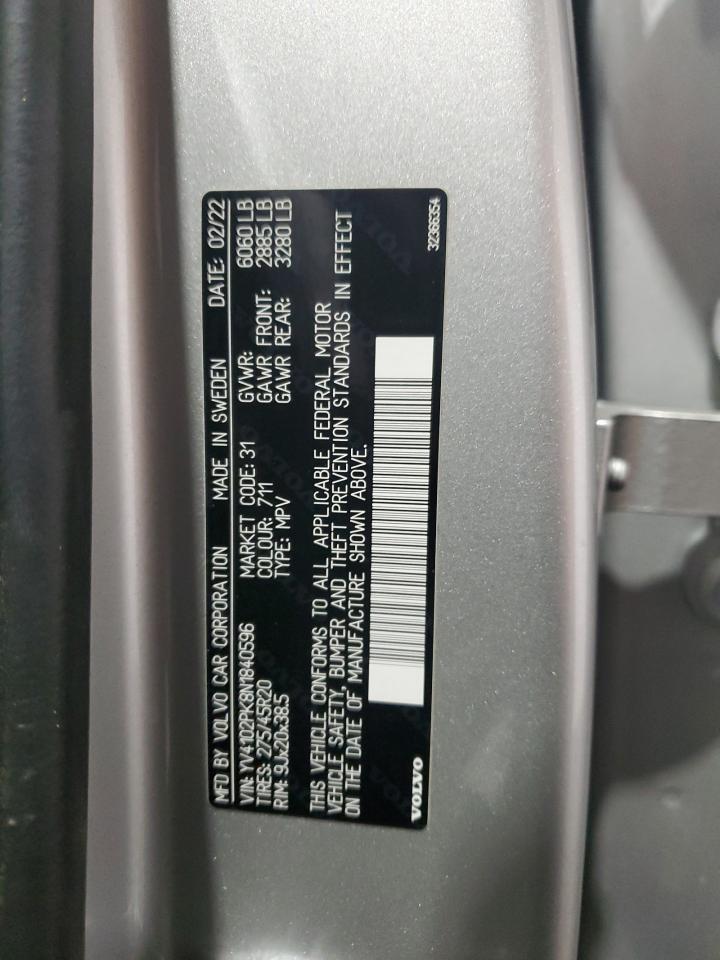 MFD BY VOLVO CAR CORPORATION MADE IN SWEDEN DATE: 02/22
VIN: YV4102PK8N1840596 MARKET CODE: 31 GVWR: 6060 LB
TIRES: 275/45R20 COLOUR: 711 GAWR FRONT: 2885 LB
RIM: 9Jx20x38.5 TYPE: MPV GAWR REAR: 3280 LB
THIS VEHICLE CONFORMS TO ALL APPLICABLE FEDERAL MOTOR
VEHICLE SAFETY, BUMPER AND THEFT PREVENTION STANDARDS IN EFFECT
ON THE DATE OF MANUFACTURE SHOWN ABOVE.
VOLVO 32366354